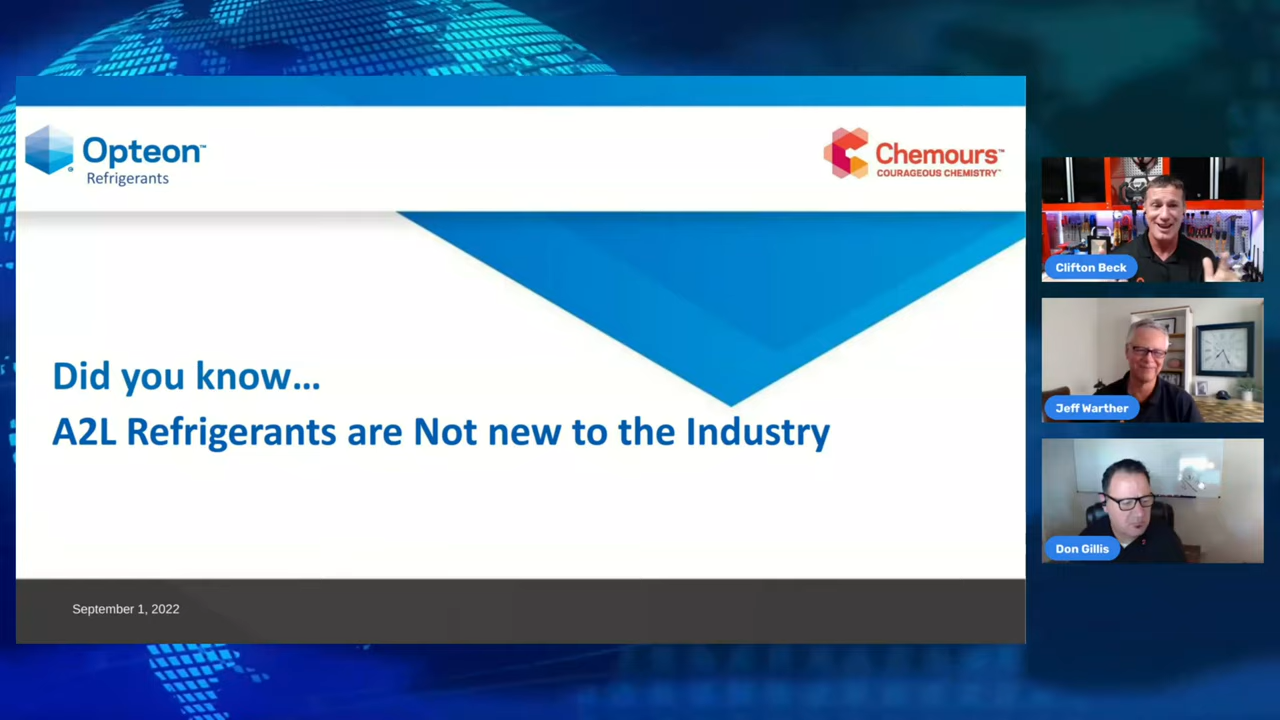 Opteon™
Refrigerants
Chemours™
COURAGEOUS CHEMISTRY™
Did you know...
A2L Refrigerants are Not new to the Industry
September 1, 2022
Clifton Beck
Jeff Warther
Don Gillis